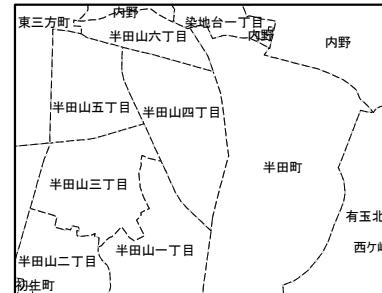 内野
東三方町
染地台一丁目
半田山六丁目
内野
内野
半田山五丁目
半田山四丁目
半田町
半田山三丁目
有玉北
西ケ
半田山一丁目
半田山二丁目
初生町